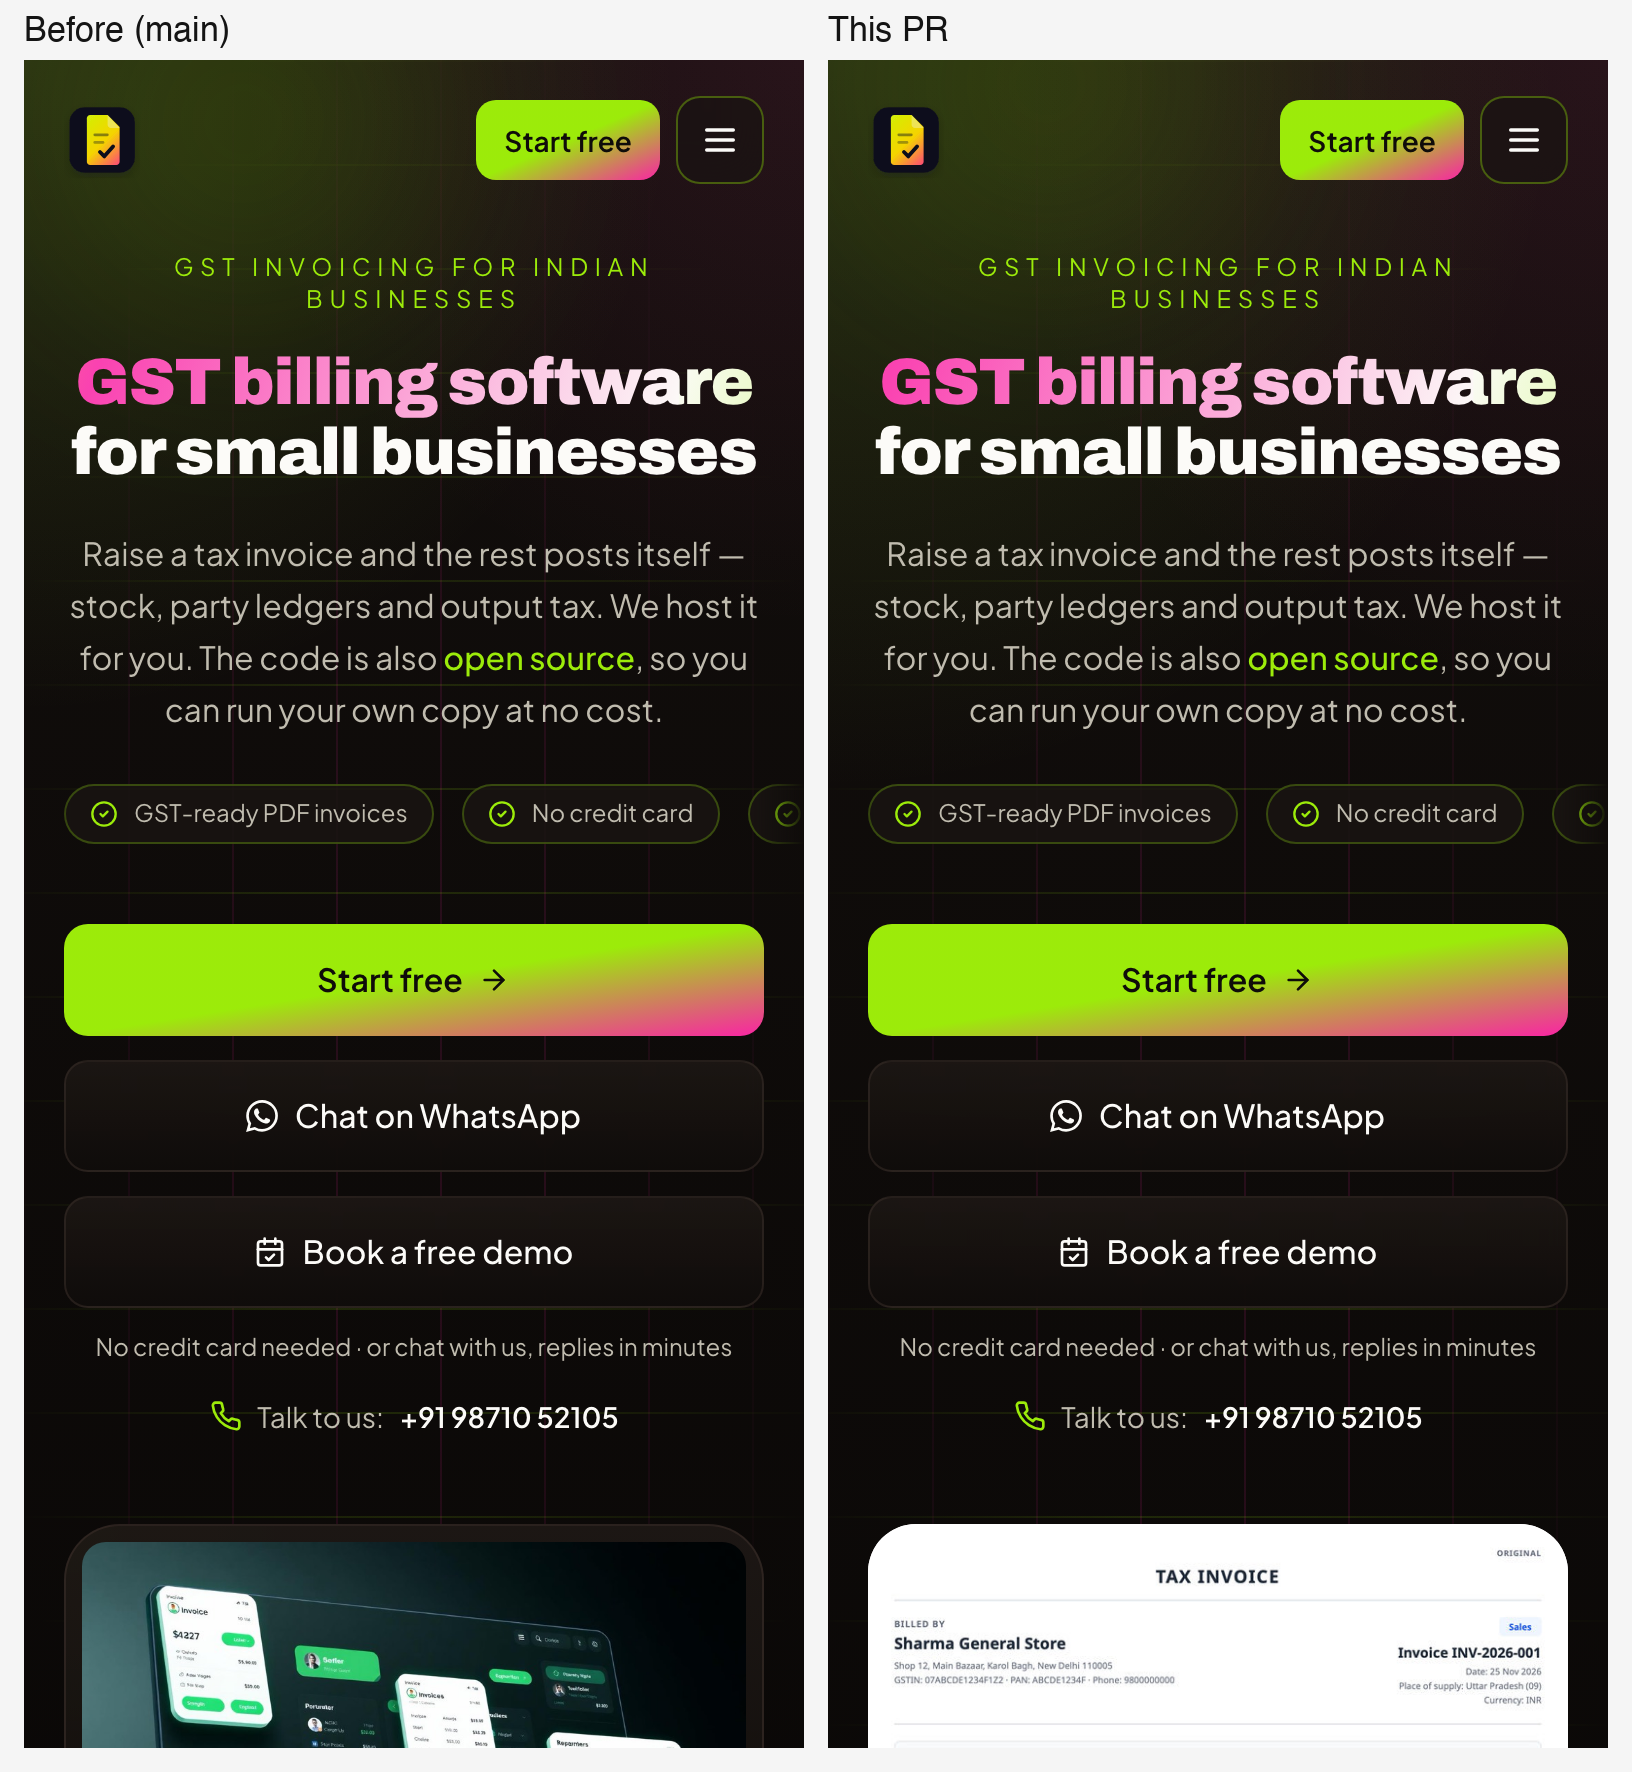 Before (main)
Start free
GST INVOICING FOR INDIAN
BUSINESSES
GST billing software
for small businesses
Raise a tax invoice and the rest posts itself —
stock, party ledgers and output tax. We host it
for you. The code is also open source, so you
can run your own copy at no cost.
GST-ready PDF invoices
No credit card
Start free →
Chat on WhatsApp
Book a free demo
No credit card needed · or chat with us, replies in minutes
Talk to us: +91 98710 52105
Invoice
$4227
Invoices
This PR
Start free
GST INVOICING FOR INDIAN
BUSINESSES
GST billing software
for small businesses
Raise a tax invoice and the rest posts itself —
stock, party ledgers and output tax. We host it
for you. The code is also open source, so you
can run your own copy at no cost.
GST-ready PDF invoices
No credit card
Start free →
Chat on WhatsApp
Book a free demo
No credit card needed · or chat with us, replies in minutes
Talk to us: +91 98710 52105
ORIGINAL
TAX INVOICE
BILLED BY
Sharma General Store
Shop 12, Main Bazaar, Karol Bagh, New Delhi 110005
GSTIN: 07ABCDE1234F1Z2 · PAN: ABCDE1234F · Phone: 9800000000
Sales
Invoice INV-2026-001
Date: 25 Nov 2026
Place of supply: Uttar Pradesh (09)
Currency: INR